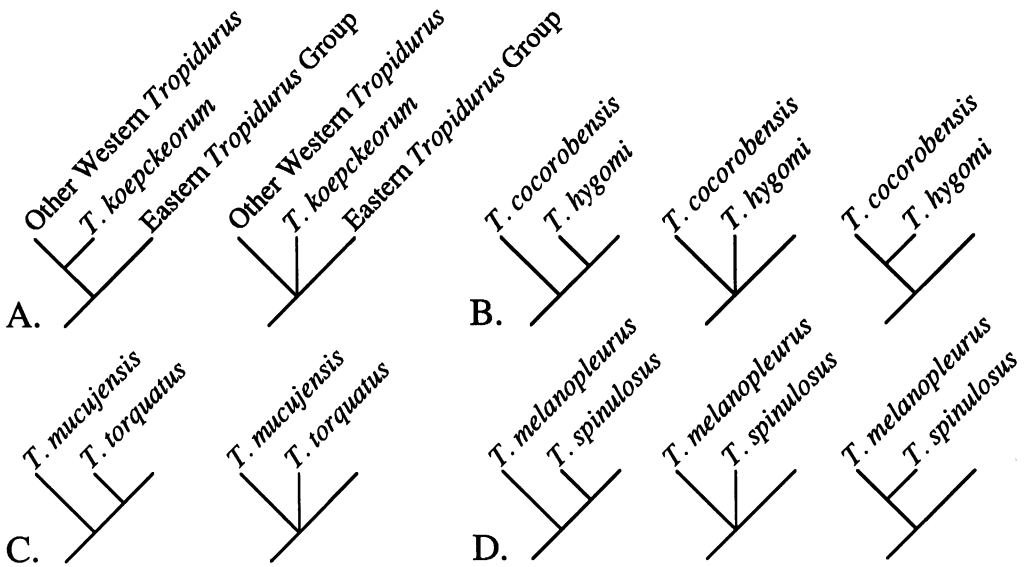 Other Western Tropidurus
T. koepckeorum
Eastern Tropidurus Group
Other Western Tropidurus
T. koepckeorum
Eastern Tropidurus Group
A.
T. cocorobensis
T. hygomi
T. cocorobensis
T. hygomi
T. cocorobensis
T. hygomi
B.
T. mucujensis
T. torquatus
T. mucujensis
T. torquatus
C.
T. melanopleurus
T. spinulosus
T. melanopleurus
T. spinulosus
T. melanopleurus
T. spinulosus
D.